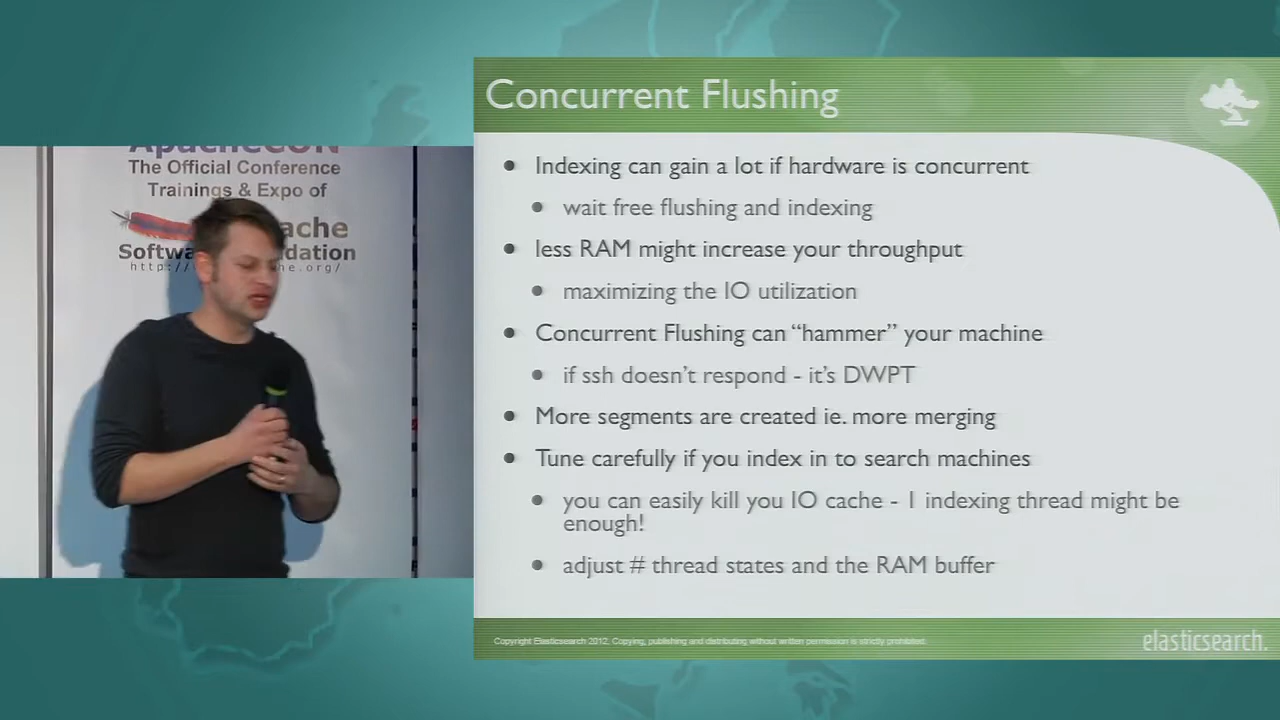 ApacheCON
The Official Conference
Trainings & Expo of
ache
Softwa dation
http:// che.org/
Concurrent Flushing
• Indexing can gain a lot if hardware is concurrent
• wait free flushing and indexing
• less RAM might increase your throughput
• maximizing the IO utilization
• Concurrent Flushing can “hammer” your machine
• if ssh doesn’t respond - it’s DWPT
• More segments are created ie. more merging
• Tune carefully if you index in to search machines
• you can easily kill you IO cache - 1 indexing thread might be
enough!
• adjust # thread states and the RAM buffer
Copyright Elasticsearch 2012. Copying, publishing and/or distributing without written permission is strictly prohibited.
elasticsearch.